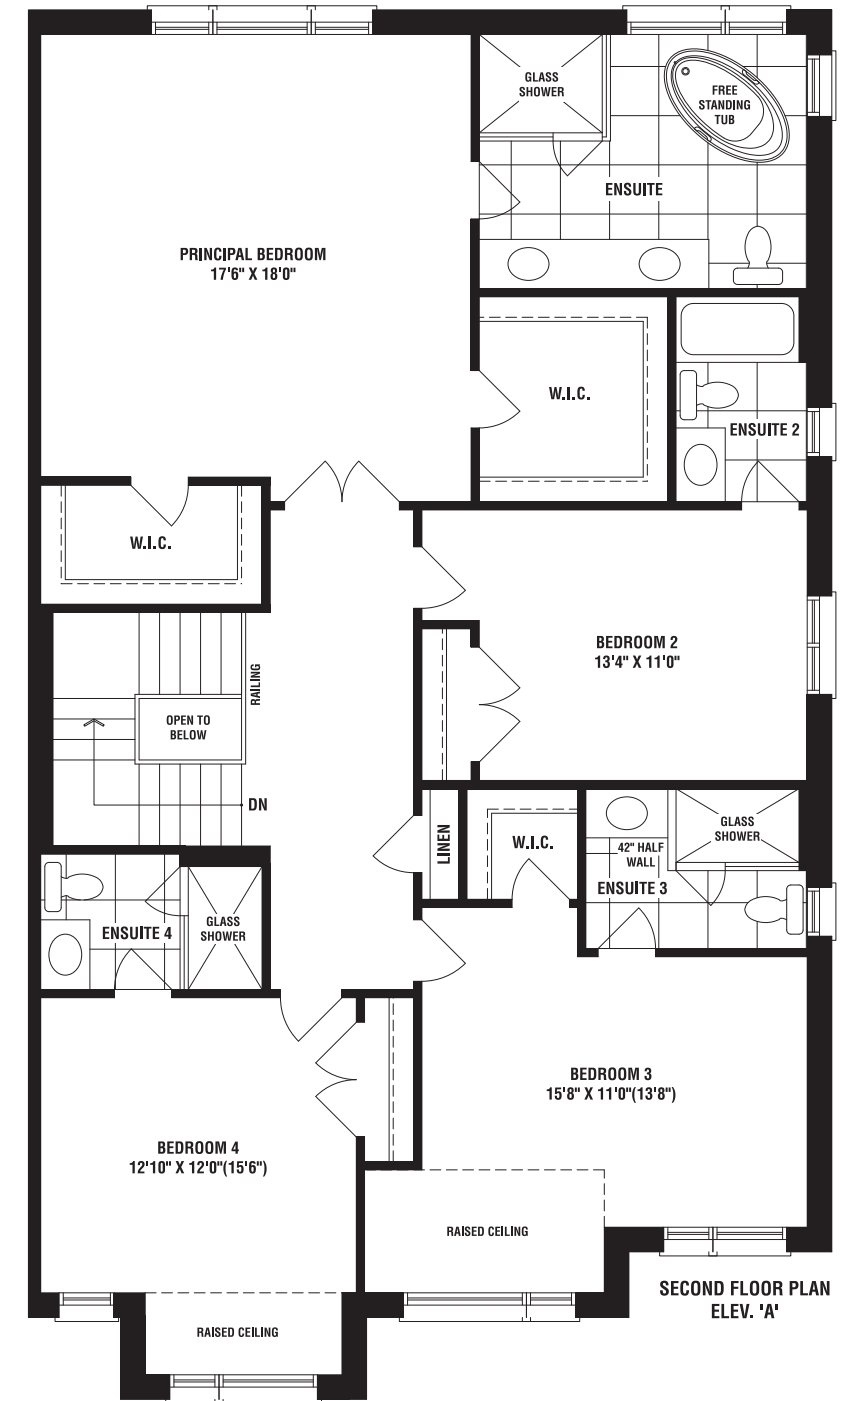 GLASS
SHOWER
FREE
STANDING
TUB
ENSUITE
PRINCIPAL BEDROOM
17'6" X 18'0"
W.I.C.
ENSUITE 2
W.I.C.
BEDROOM 2
13'4" X 11'0"
RAILING
OPEN TO
BELOW
DN
LINEN
W.I.C.
GLASS
SHOWER
42" HALF
WALL
ENSUITE 3
ENSUITE 4
GLASS
SHOWER
BEDROOM 3
15'8" X 11'0"(13'8")
BEDROOM 4
12'10" X 12'0"(15'6")
RAISED CEILING
SECOND FLOOR PLAN
ELEV. 'A'
RAISED CEILING